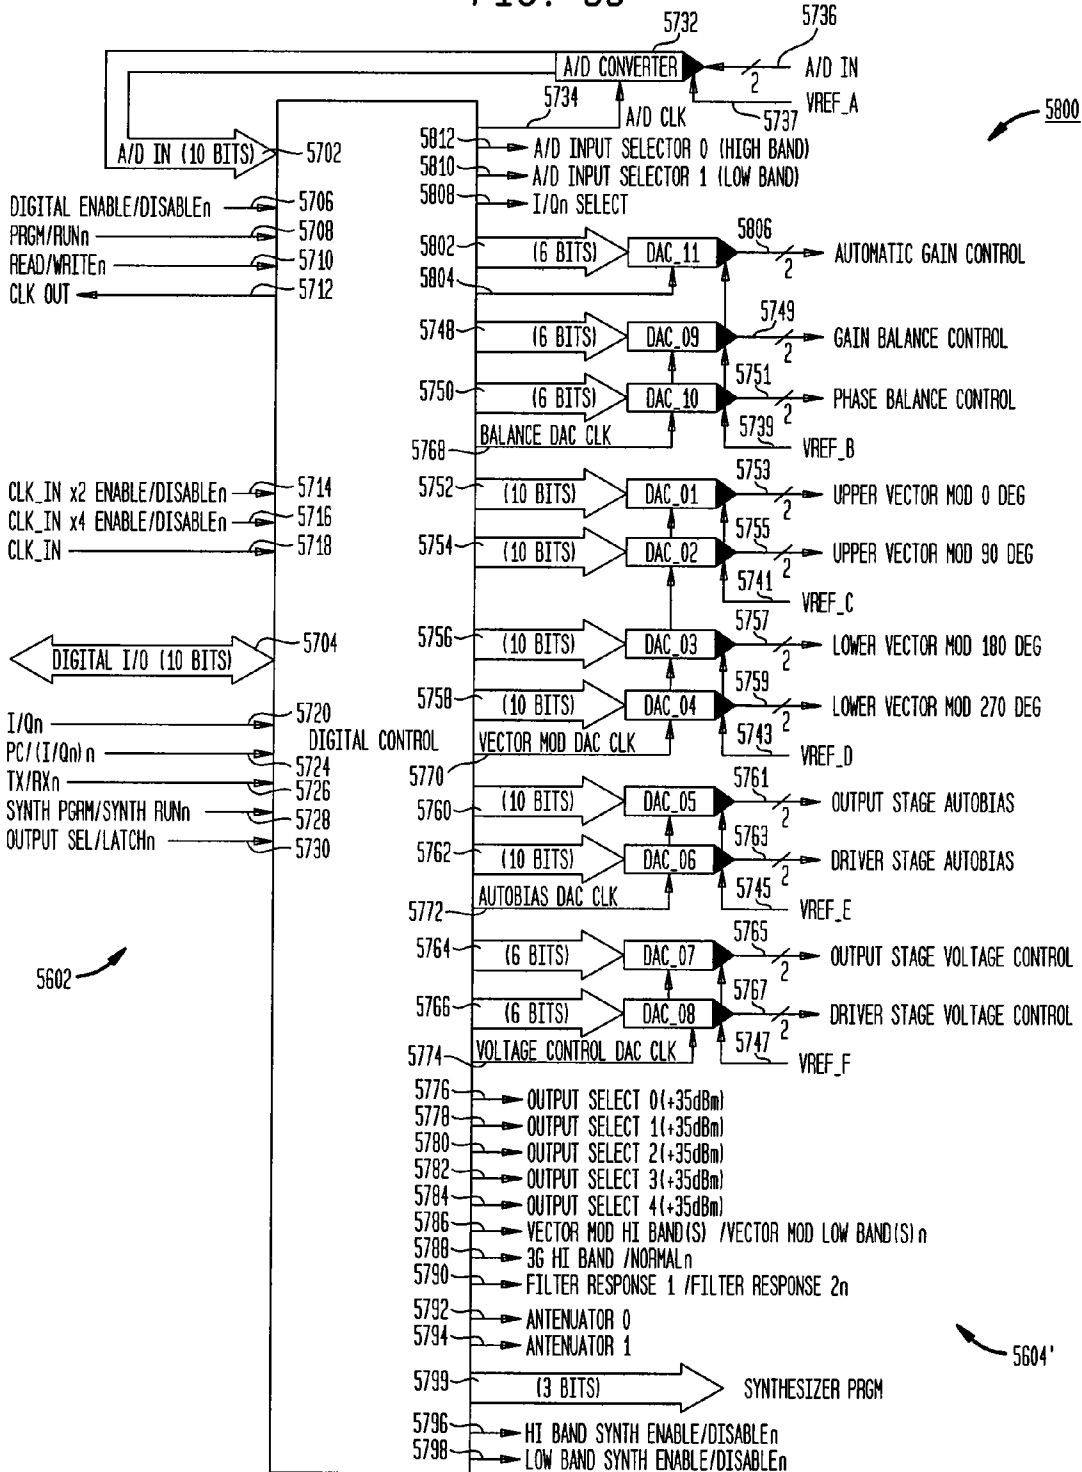 5732
5736
A/D CONVERTER
2
A/D IN
VREF_A
5737
5734
A/D CLK
5800
A/D IN (10 BITS)
5702
5812
A/D INPUT SELECTOR 0 (HIGH BAND)
5810
A/D INPUT SELECTOR 1 (LOW BAND)
5808
I/Qn SELECT
DIGITAL ENABLE/DISABLEn
5706
PRGM/RUNn
5708
READ/WRITEn
5710
CLK OUT
5712
5802
(6 BITS)
DAC_11
5806
2
AUTOMATIC GAIN CONTROL
5804
5748
(6 BITS)
DAC_09
5749
2
GAIN BALANCE CONTROL
5750
(6 BITS)
DAC_10
5751
2
PHASE BALANCE CONTROL
5739
VREF_B
5768
BALANCE DAC CLK
CLK_IN x2 ENABLE/DISABLEn
5714
CLK_IN x4 ENABLE/DISABLEn
5716
CLK_IN
5718
5752
(10 BITS)
DAC_01
5753
2
UPPER VECTOR MOD 0 DEG
5754
(10 BITS)
DAC_02
5755
2
UPPER VECTOR MOD 90 DEG
5741
VREF_C
DIGITAL I/O (10 BITS)
5704
5756
(10 BITS)
DAC_03
5757
2
LOWER VECTOR MOD 180 DEG
5758
(10 BITS)
DAC_04
5759
2
LOWER VECTOR MOD 270 DEG
5743
VREF_D
5770
VECTOR MOD DAC CLK
I/Qn
5720
PC/(I/Qn)n
5724
TX/RXn
5726
SYNTH PGRM/SYNTH RUNn
5728
OUTPUT SEL/LATCHn
5730
DIGITAL CONTROL
5760
(10 BITS)
DAC_05
5761
2
OUTPUT STAGE AUTOBIAS
5762
(10 BITS)
DAC_06
5763
2
DRIVER STAGE AUTOBIAS
5745
VREF_E
5772
AUTOBIAS DAC CLK
5602
5764
(6 BITS)
DAC_07
5765
2
OUTPUT STAGE VOLTAGE CONTROL
5766
(6 BITS)
DAC_08
5767
2
DRIVER STAGE VOLTAGE CONTROL
5747
VREF_F
5774
VOLTAGE CONTROL DAC CLK
5776
OUTPUT SELECT 0(+35dBm)
5778
OUTPUT SELECT 1(+35dBm)
5780
OUTPUT SELECT 2(+35dBm)
5782
OUTPUT SELECT 3(+35dBm)
5784
OUTPUT SELECT 4(+35dBm)
5786
VECTOR MOD HI BAND(S) /VECTOR MOD LOW BAND(S)n
5788
3G HI BAND /NORMALn
5790
FILTER RESPONSE 1 /FILTER RESPONSE 2n
5792
ANTENUATOR 0
5794
ANTENUATOR 1
5604'
5799
(3 BITS)
SYNTHESIZER PRGM
5796
HI BAND SYNTH ENABLE/DISABLEn
5798
LOW BAND SYNTH ENABLE/DISABLEn